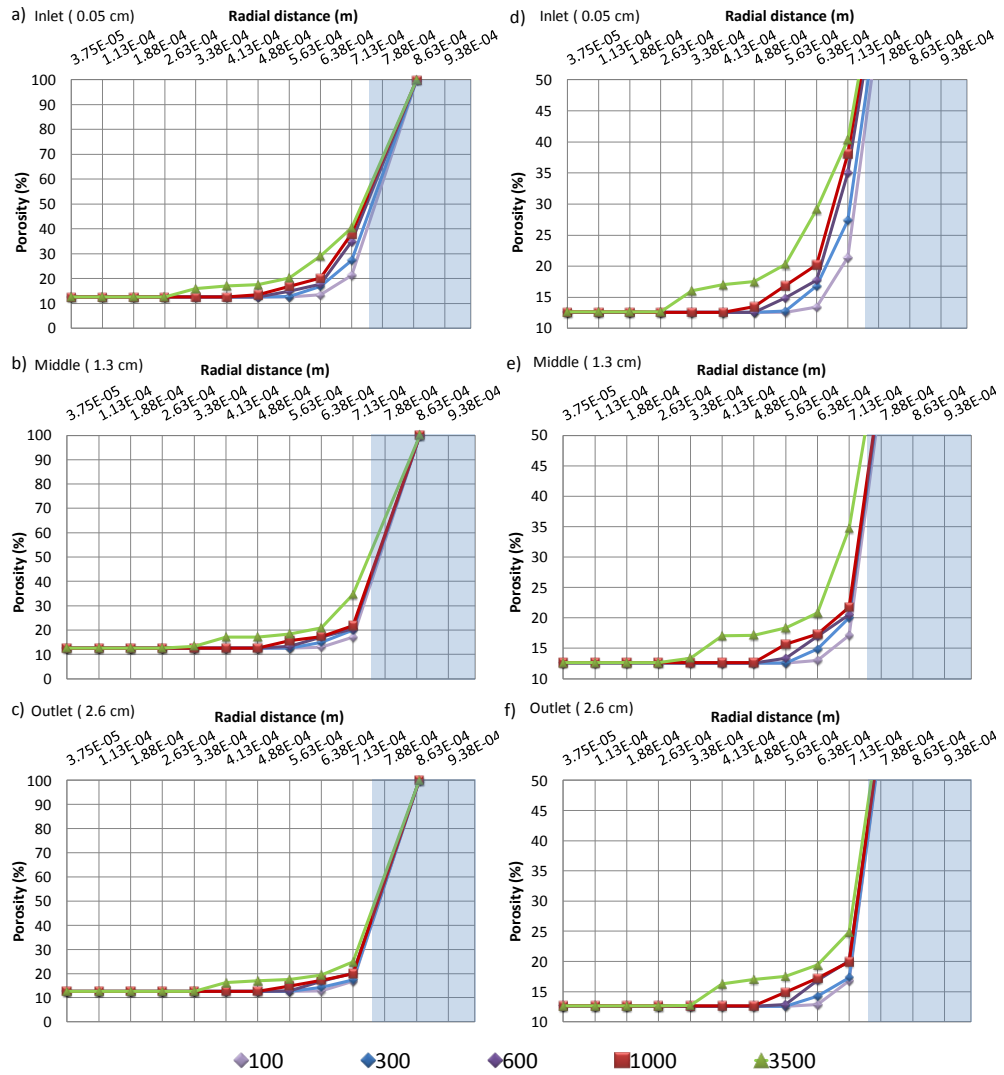 a) Inlet ( 0.05 cm)
Radial distance (m)
3.75E-05 1.13E-04 1.88E-04 2.63E-04 3.38E-04 4.13E-04 4.88E-04 5.63E-04 6.38E-04 7.13E-04 7.88E-04 8.63E-04 9.38E-04
Porosity (%)
100
90
80
70
60
50
40
30
20
10
0
d) Inlet ( 0.05 cm)
Radial distance (m)
3.75E-05 1.13E-04 1.88E-04 2.63E-04 3.38E-04 4.13E-04 4.88E-04 5.63E-04 6.38E-04 7.13E-04 7.88E-04 8.63E-04 9.38E-04
Porosity (%)
50
45
40
35
30
25
20
15
10
b) Middle ( 1.3 cm)
Radial distance (m)
3.75E-05 1.13E-04 1.88E-04 2.63E-04 3.38E-04 4.13E-04 4.88E-04 5.63E-04 6.38E-04 7.13E-04 7.88E-04 8.63E-04 9.38E-04
Porosity (%)
100
90
80
70
60
50
40
30
20
10
0
e) Middle ( 1.3 cm)
Radial distance (m)
3.75E-05 1.13E-04 1.88E-04 2.63E-04 3.38E-04 4.13E-04 4.88E-04 5.63E-04 6.38E-04 7.13E-04 7.88E-04 8.63E-04 9.38E-04
Porosity (%)
50
45
40
35
30
25
20
15
10
c) Outlet ( 2.6 cm)
Radial distance (m)
3.75E-05 1.13E-04 1.88E-04 2.63E-04 3.38E-04 4.13E-04 4.88E-04 5.63E-04 6.38E-04 7.13E-04 7.88E-04 8.63E-04 9.38E-04
Porosity (%)
100
90
80
70
60
50
40
30
20
10
0
f) Outlet ( 2.6 cm)
Radial distance (m)
3.75E-05 1.13E-04 1.88E-04 2.63E-04 3.38E-04 4.13E-04 4.88E-04 5.63E-04 6.38E-04 7.13E-04 7.88E-04 8.63E-04 9.38E-04
Porosity (%)
50
45
40
35
30
25
20
15
10
100 300 600 1000 3500